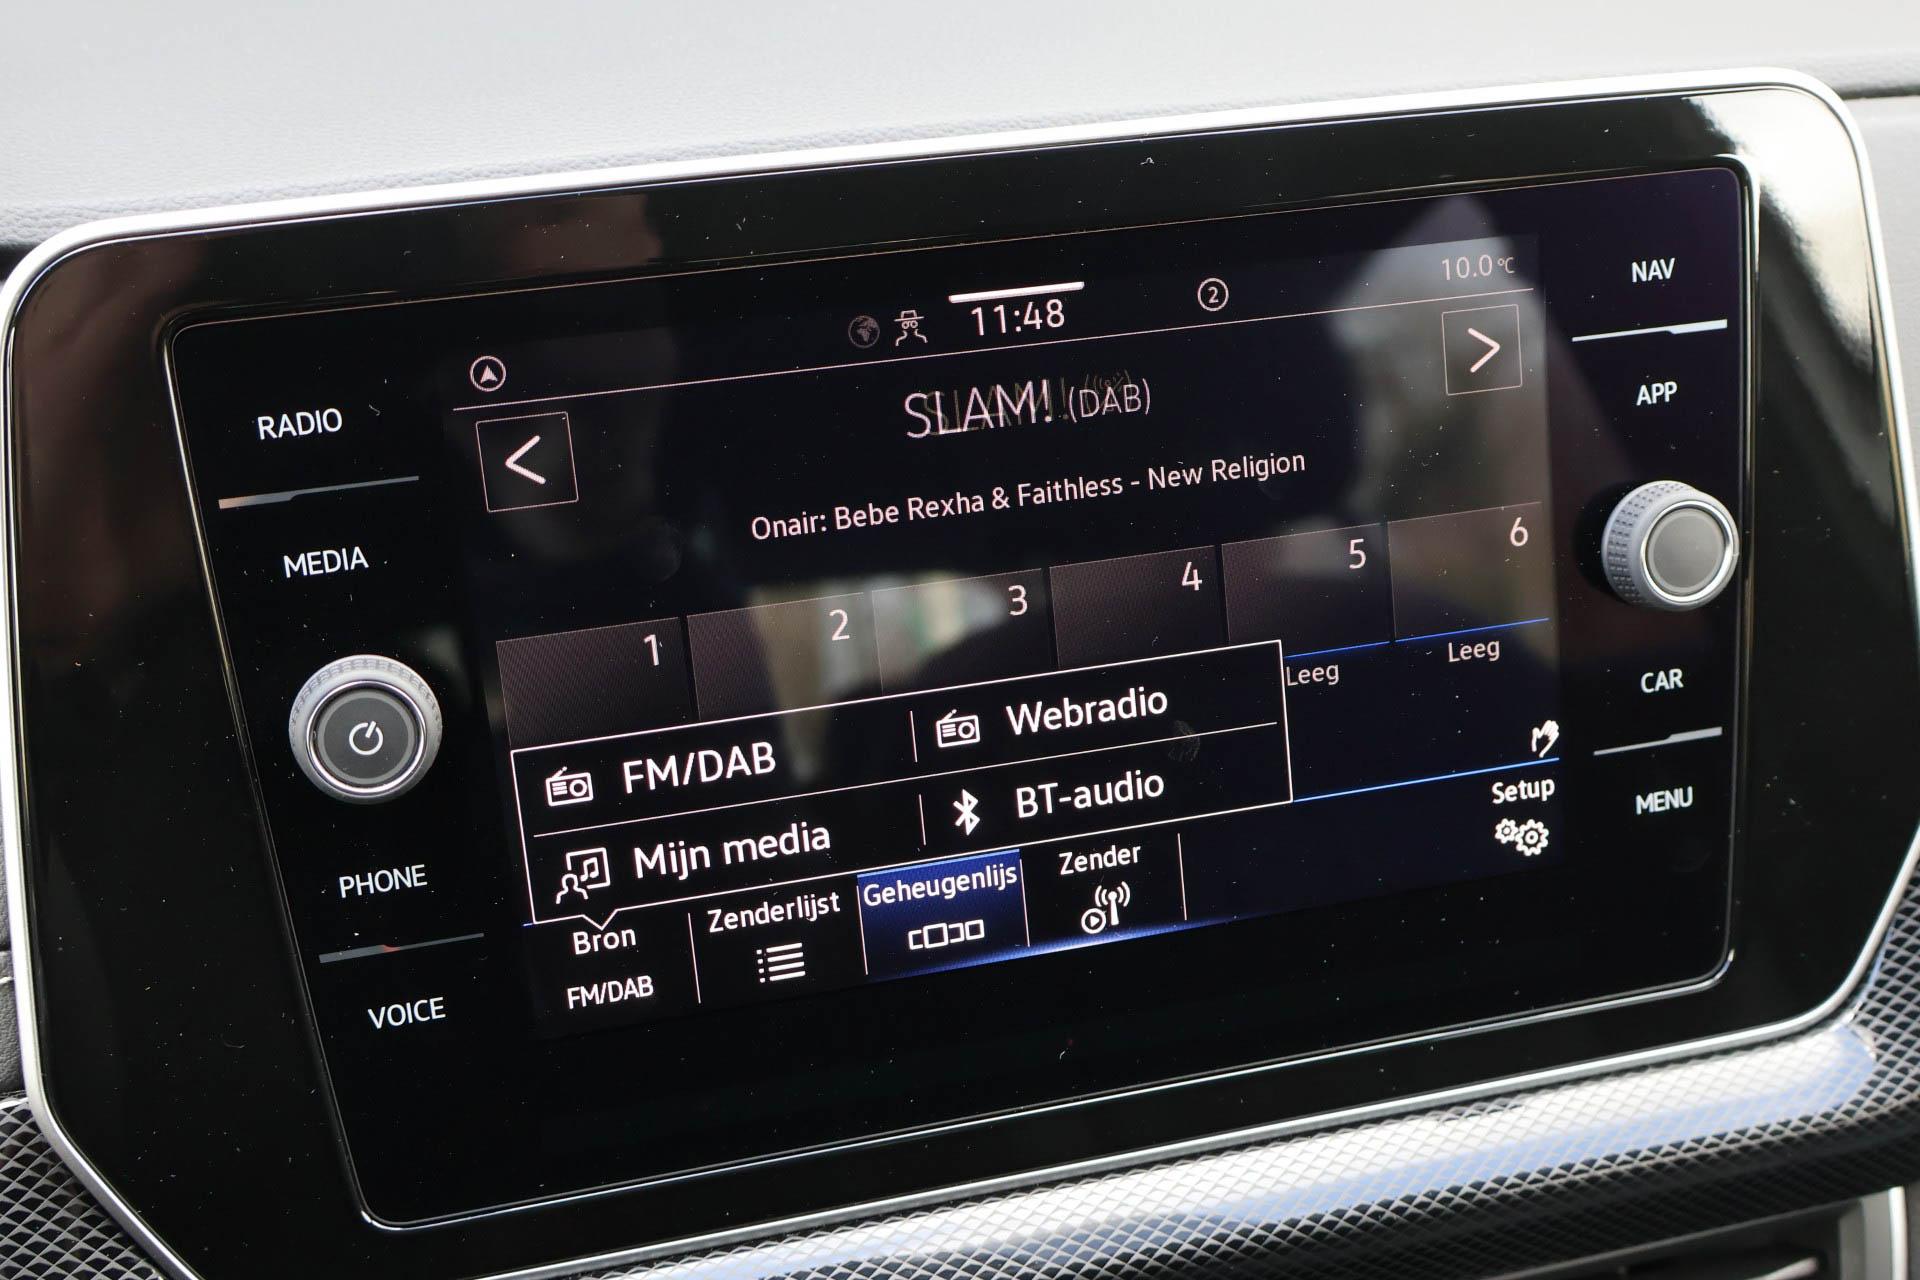 10.0°C
11:48
2
NAV
SLAM! (DAB)
RADIO
APP
Onair: Bebe Rexha & Faithless - New Religion
MEDIA
1 2 3 4 5 6
Leeg Leeg
FM/DAB Webradio
CAR
Mijn media BT-audio
Setup
MENU
PHONE
Bron Zenderlijst Geheugenlijs Zender
FM/DAB
VOICE